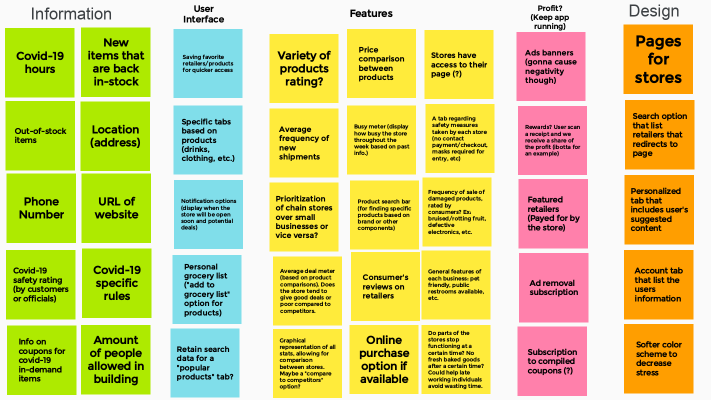 Information
User
Interface
Features
Profit?
(Keep app
running)
Design
Covid-19
hours
New
items that
are back
in-stock
Out-of-stock
items
Location
(address)
Phone
Number
URL of
website
Covid-19
safety rating
(by customers
or officials)
Covid-19
specific
rules
Info on
coupons for
covid-19
in-demand
items
Amount
of people
allowed in
building
Saving favorite
retailers/products
for quicker access
Specific tabs
based on
products
(drinks,
clothing, etc.)
Notification options
(display when the
store will be open
soon and potential
deals)
Personal
grocery list
("add to
grocery list"
option for
products)
Retain search
data for a
"popular
products" tab?
Variety of
products
rating?
Price
comparison
between
products
Stores have
access to their
page (?)
Average
frequency of
new
shipments
Busy meter (display
how busy the store
throughout the
week based on past
info.)
A tab regarding
safety measures
taken by each store
(no contact
payment/checkout,
masks required for
entry, etc)
Prioritization
of chain stores
over small
businesses or
vice versa?
Product search bar
(for finding specific
products based on
brand or other
components)
Frequency of sale of
damaged products,
rated by
consumers? Ex:
bruised/rotting fruit,
defective
electronics, etc.
Average deal meter
(based on product
comparisons). Does
the store tend to
give good deals or
poor compared to
competitors.
Consumer's
reviews on
retailers
General features of
each business: pet
friendly, public
restrooms available,
etc.
Graphical
representation of all
stats, allowing for
comparison
between stores.
Maybe a "compare
to competitors"
option?
Online
purchase
option if
available
Do parts of the
stores stop
functioning at a
certain time? No
fresh baked goods
after a certain time?
Could help late
working individuals
avoid wasting time.
Ads banners
(gonna cause
negativity
though)
Rewards? User scan
a receipt and we
receive a share of
the profit (ibotta for
an example)
Featured
retailers
(Payed for by
the store)
Ad removal
subscription
Subscription
to compiled
coupons (?)
Pages
for
stores
Search option
that list
retailers that
redirects to
page
Personalized
tab that
includes user's
suggested
content
Account
tab that list the
users
information
Softer color
scheme to
decrease
stress